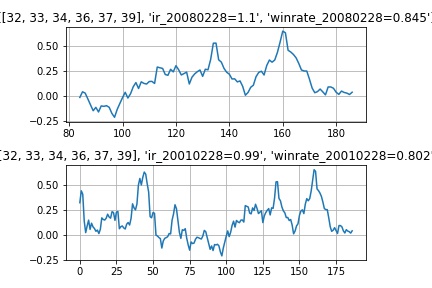 [32, 33, 34, 36, 37, 39], 'ir_20080228=1.1', 'winrate_20080228=0.845'
0.50
0.25
0.00
−0.25
80 100 120 140 160 180
[32, 33, 34, 36, 37, 39], 'ir_20010228=0.99', 'winrate_20010228=0.802'
0.50
0.25
0.00
−0.25
0 25 50 75 100 125 150 175